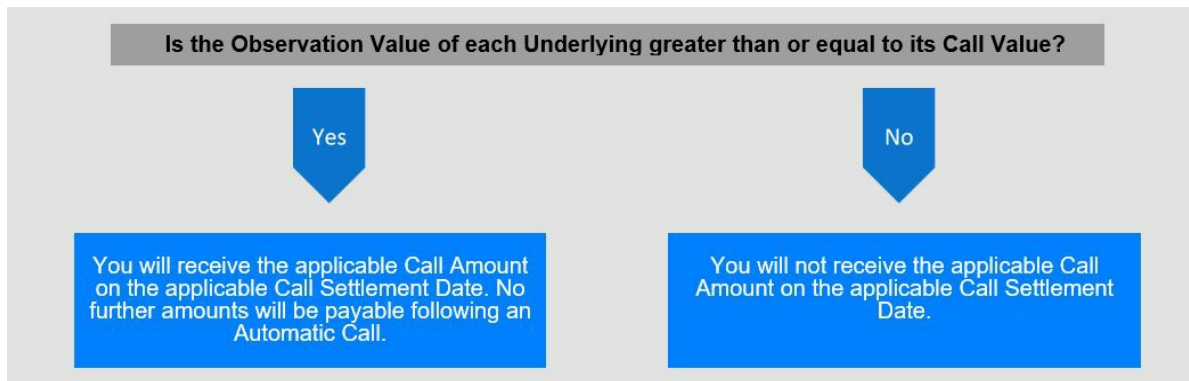 Is the Observation Value of each Underlying greater than or equal to its Call Value?
Yes
No
You will receive the applicable Call Amount
on the applicable Call Settlement Date. No
further amounts will be payable following an
Automatic Call.
You will not receive the applicable Call
Amount on the applicable Call Settlement
Date.